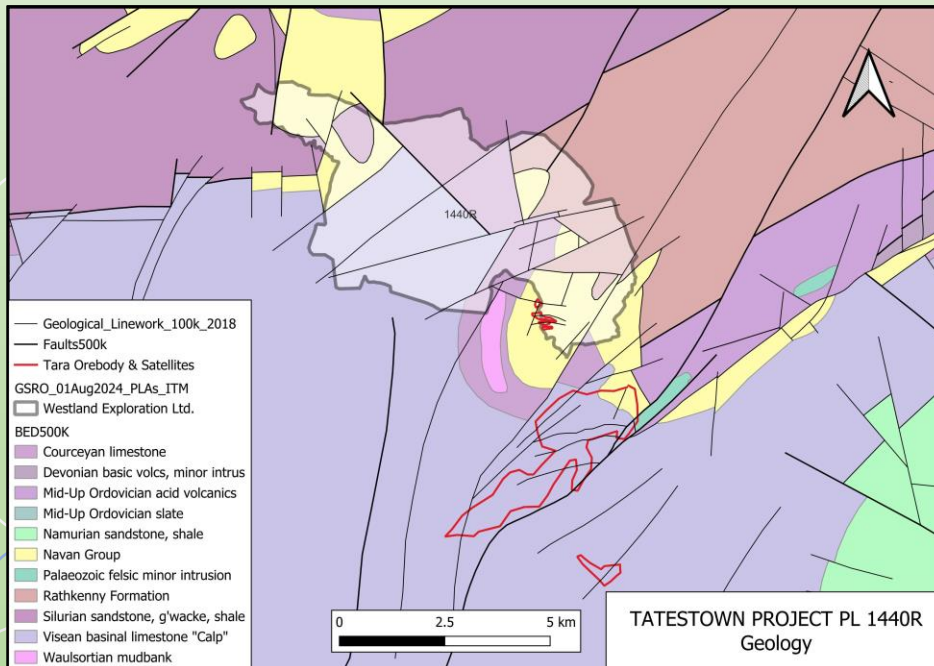 1440R
Geological_Linework_100k_2018
Faults500k
Tara Orebody & Satellites
GSRO_01Aug2024_PLAs_ITM
Westland Exploration Ltd.
BED500K
Courceyan limestone
Devonian basic volcs, minor intrus
Mid-Up Ordovician acid volcanics
Mid-Up Ordovician slate
Namurian sandstone, shale
Navan Group
Palaeozoic felsic minor intrusion
Rathkenny Formation
Silurian sandstone, g'wacke, shale
Visean basinal limestone "Calp"
Waulsortian mudbank
0 2.5 5 km
TATESTOWN PROJECT PL 1440R
Geology